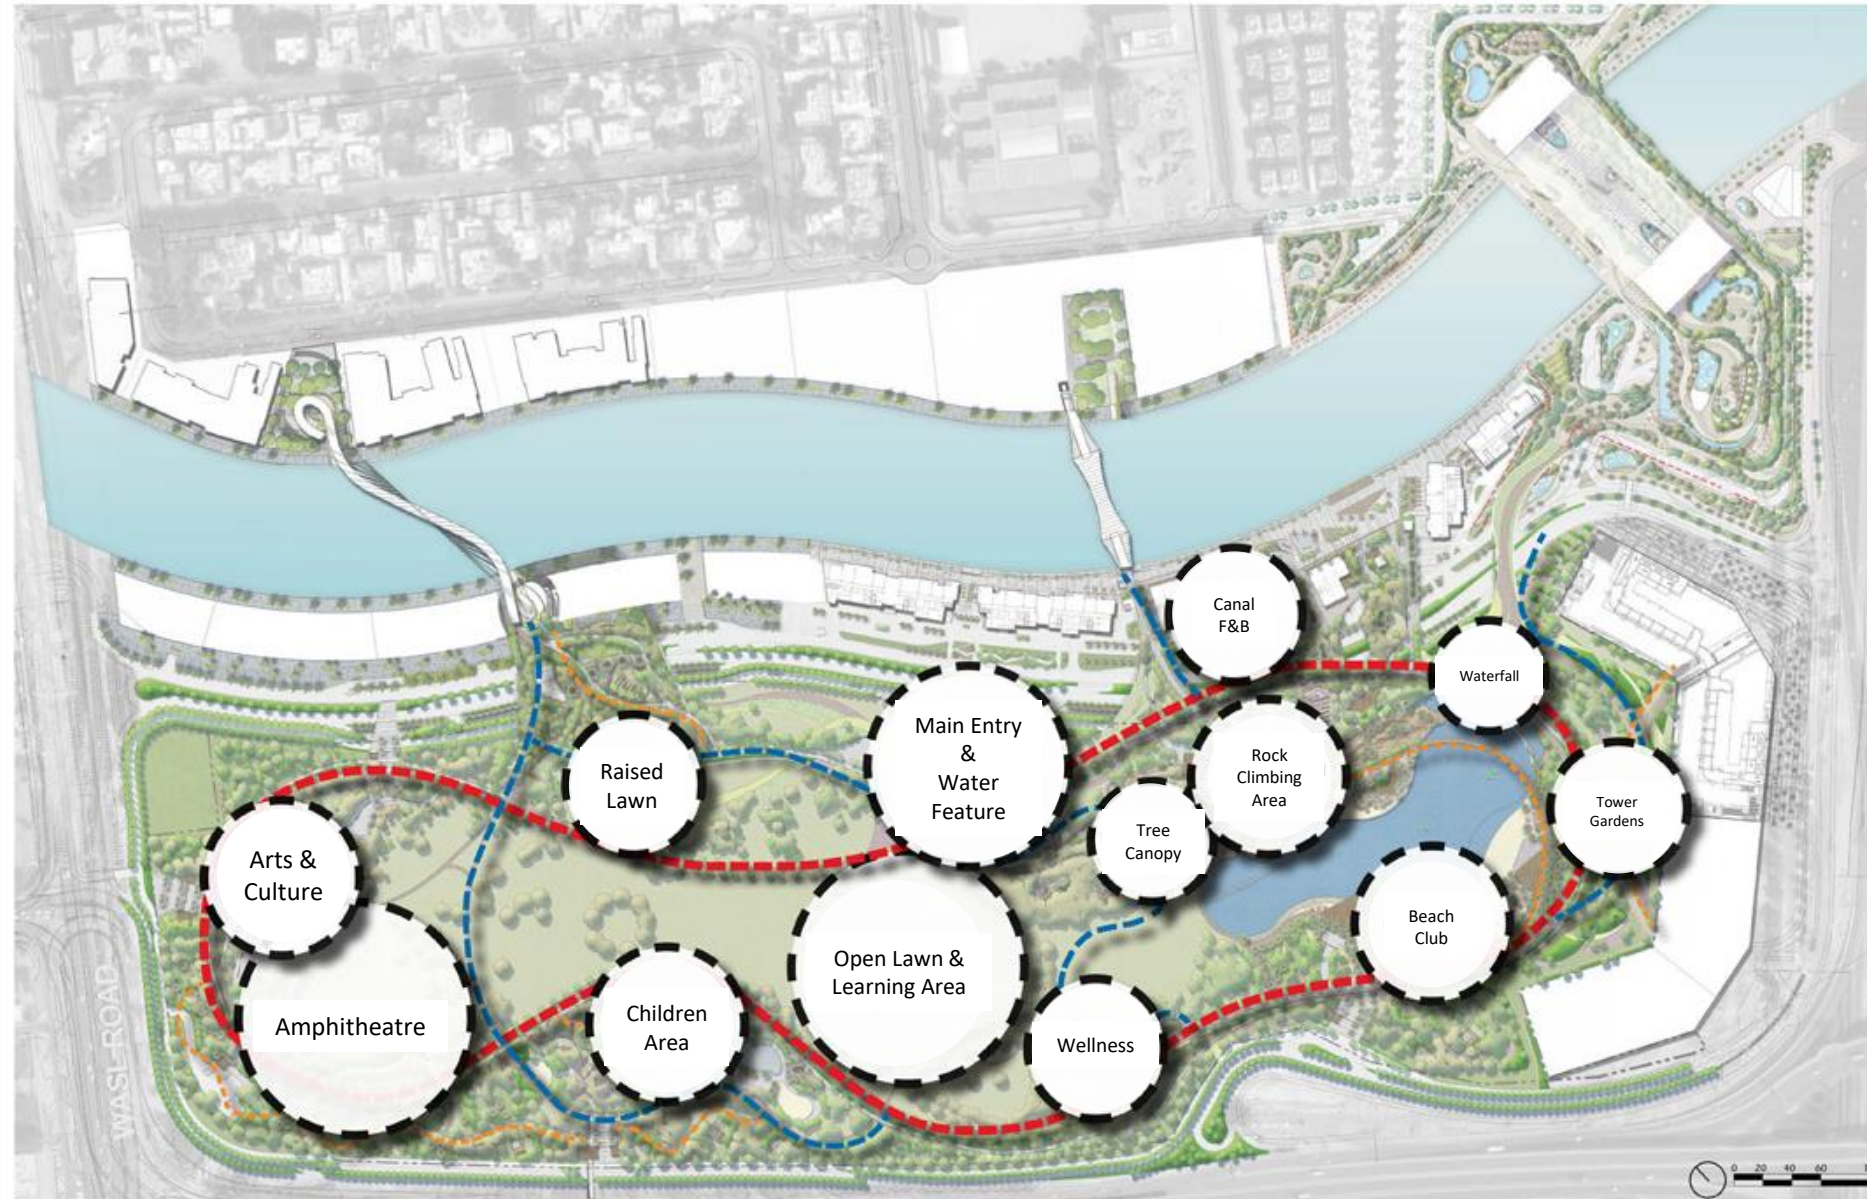 Canal
F&B
Waterfall
Main Entry
&
Water
Feature
Raised
Lawn
Rock
Climbing
Area
Tree
Canopy
Tower
Gardens
Arts &
Culture
Beach
Club
Open Lawn &
Learning Area
Amphitheatre
Children
Area
Wellness
WASL ROAD
0 20 40 60